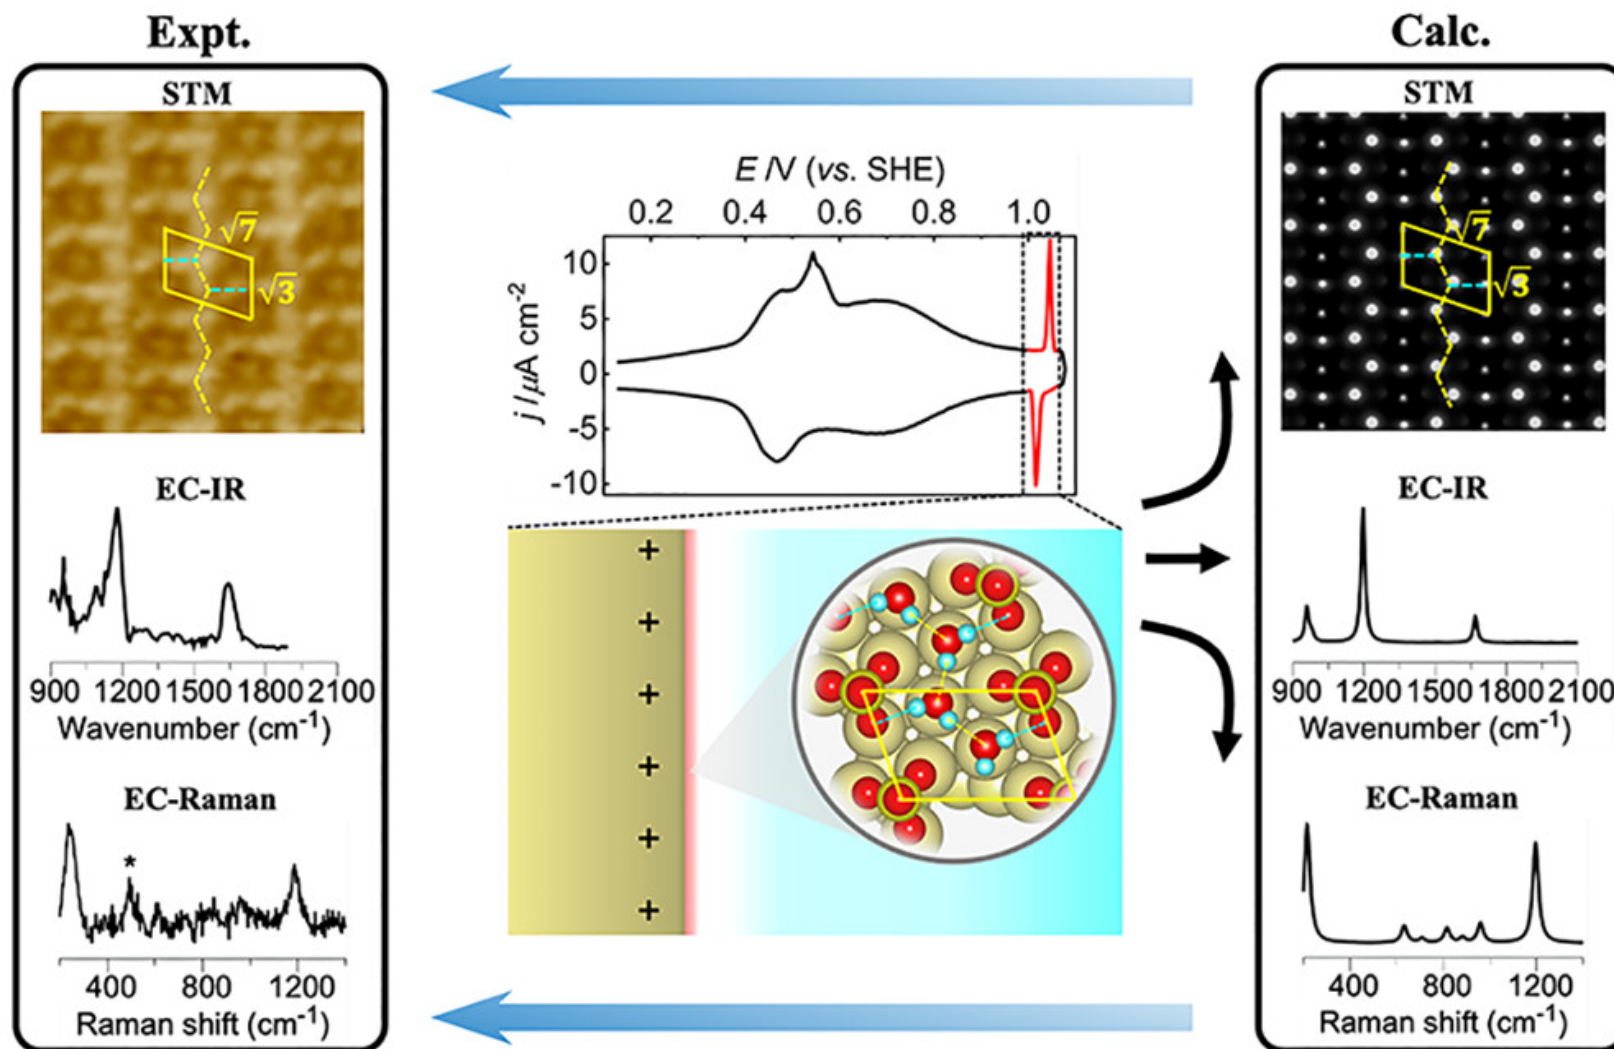 Expt.
STM
√7
√3
EC-IR
900 1200 1500 1800 2100
Wavenumber (cm⁻¹)
EC-Raman
*
400 800 1200
Raman shift (cm⁻¹)
E /V (vs. SHE)
0.2 0.4 0.6 0.8 1.0
j /μA cm⁻²
10
5
0
-5
-10
+
+
+
+
+
+
Calc.
STM
√7
√3
EC-IR
900 1200 1500 1800 2100
Wavenumber (cm⁻¹)
EC-Raman
400 800 1200
Raman shift (cm⁻¹)